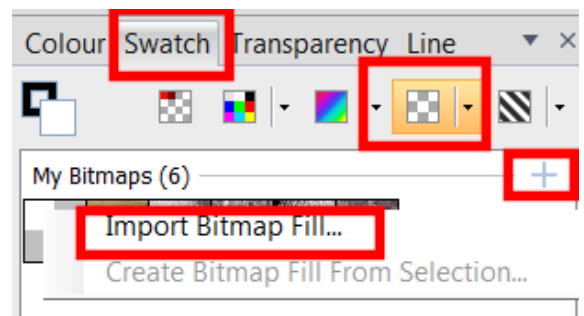 Colour Swatch Transparency Line
My Bitmaps (6)
Import Bitmap Fill...
Create Bitmap Fill From Selection...